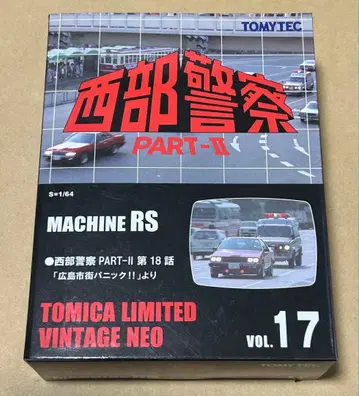 TOMYTEC
西部警察
PART-II
S=1/64
MACHINE RS
●西部警察 PART-II 第18話
「広島市街パニック!!」より
TOMICA LIMITED
VINTAGE NEO
VOL. 17